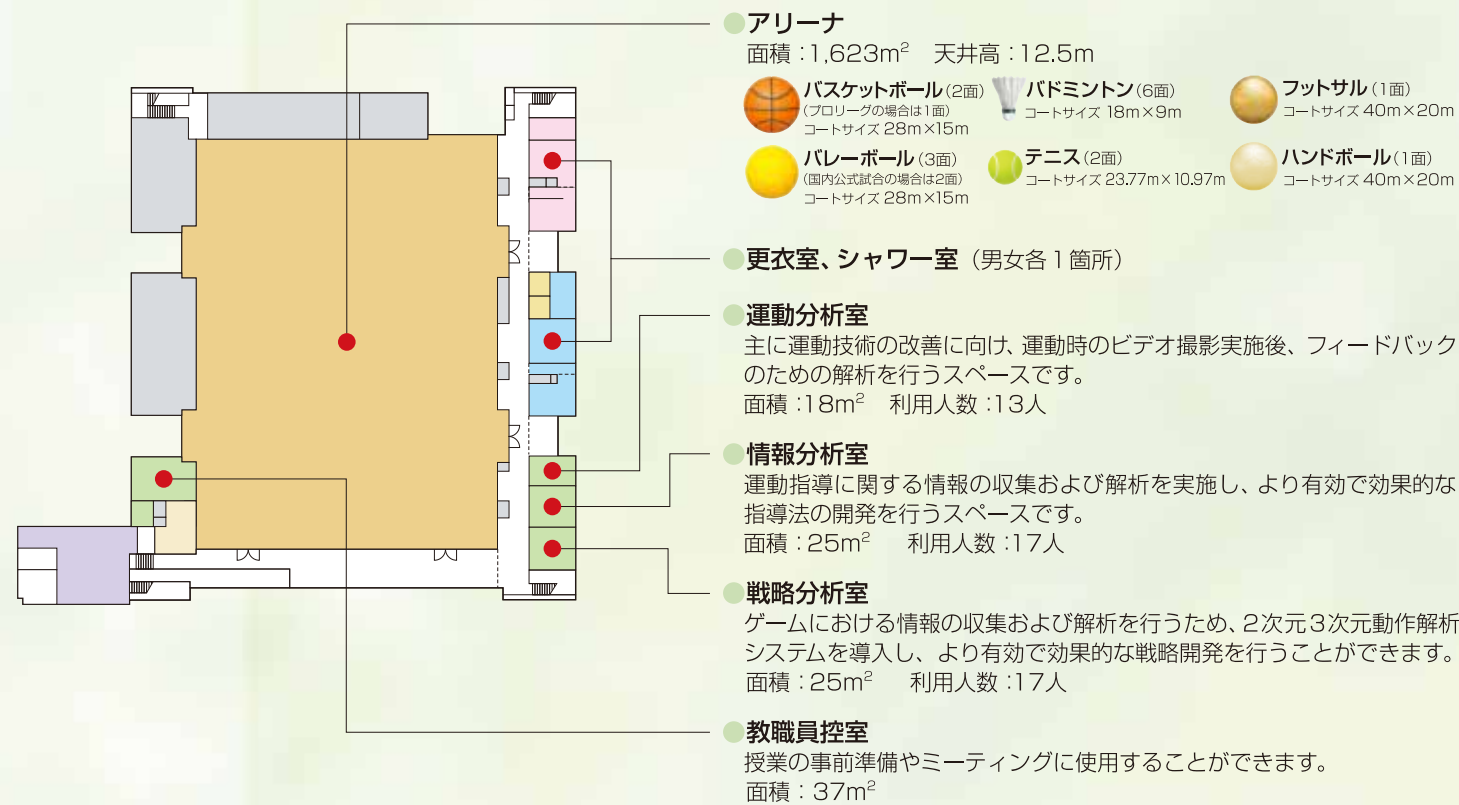 ●アリーナ
面積：1,623m² 天井高：12.5m
バスケットボール（2面）
（プロリーグの場合は1面）
コートサイズ 28m×15m
バドミントン（6面）
コートサイズ 18m×9m
フットサル（1面）
コートサイズ 40m×20m
バレーボール（3面）
（国内公式試合の場合は2面）
コートサイズ 28m×15m
テニス（2面）
コートサイズ 23.77m×10.97m
ハンドボール（1面）
コートサイズ 40m×20m
●更衣室、シャワー室（男女各1箇所）
●運動分析室
主に運動技術の改善に向け、運動時のビデオ撮影実施後、フィードバック
のための解析を行うスペースです。
面積：18m² 利用人数：13人
●情報分析室
運動指導に関する情報の収集および解析を実施し、より有効で効果的な
指導法の開発を行うスペースです。
面積：25m² 利用人数：17人
●戦略分析室
ゲームにおける情報の収集および解析を行うため、2次元3次元動作解析
システムを導入し、より有効で効果的な戦略開発を行うことができます。
面積：25m² 利用人数：17人
●教職員控室
授業の事前準備やミーティングに使用することができます。
面積：37m²